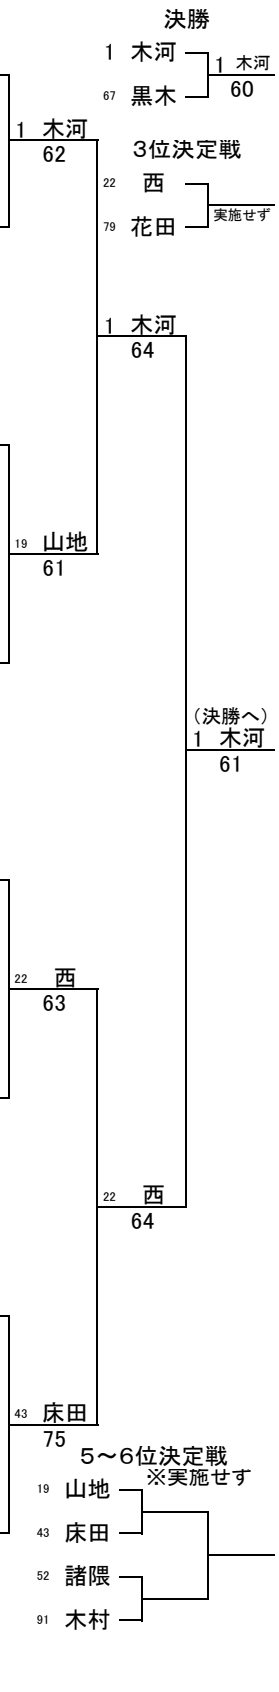 決勝
1 木河
1 木河
67 黒木
60
1 木河
62
3位決定戦
22 西
79 花田
実施せず
1 木河
64
19 山地
61
(決勝へ)
1 木河
61
22 西
63
22 西
64
43 床田
75
5～6位決定戦
※実施せず
19 山地
43 床田
52 諸隈
91 木村